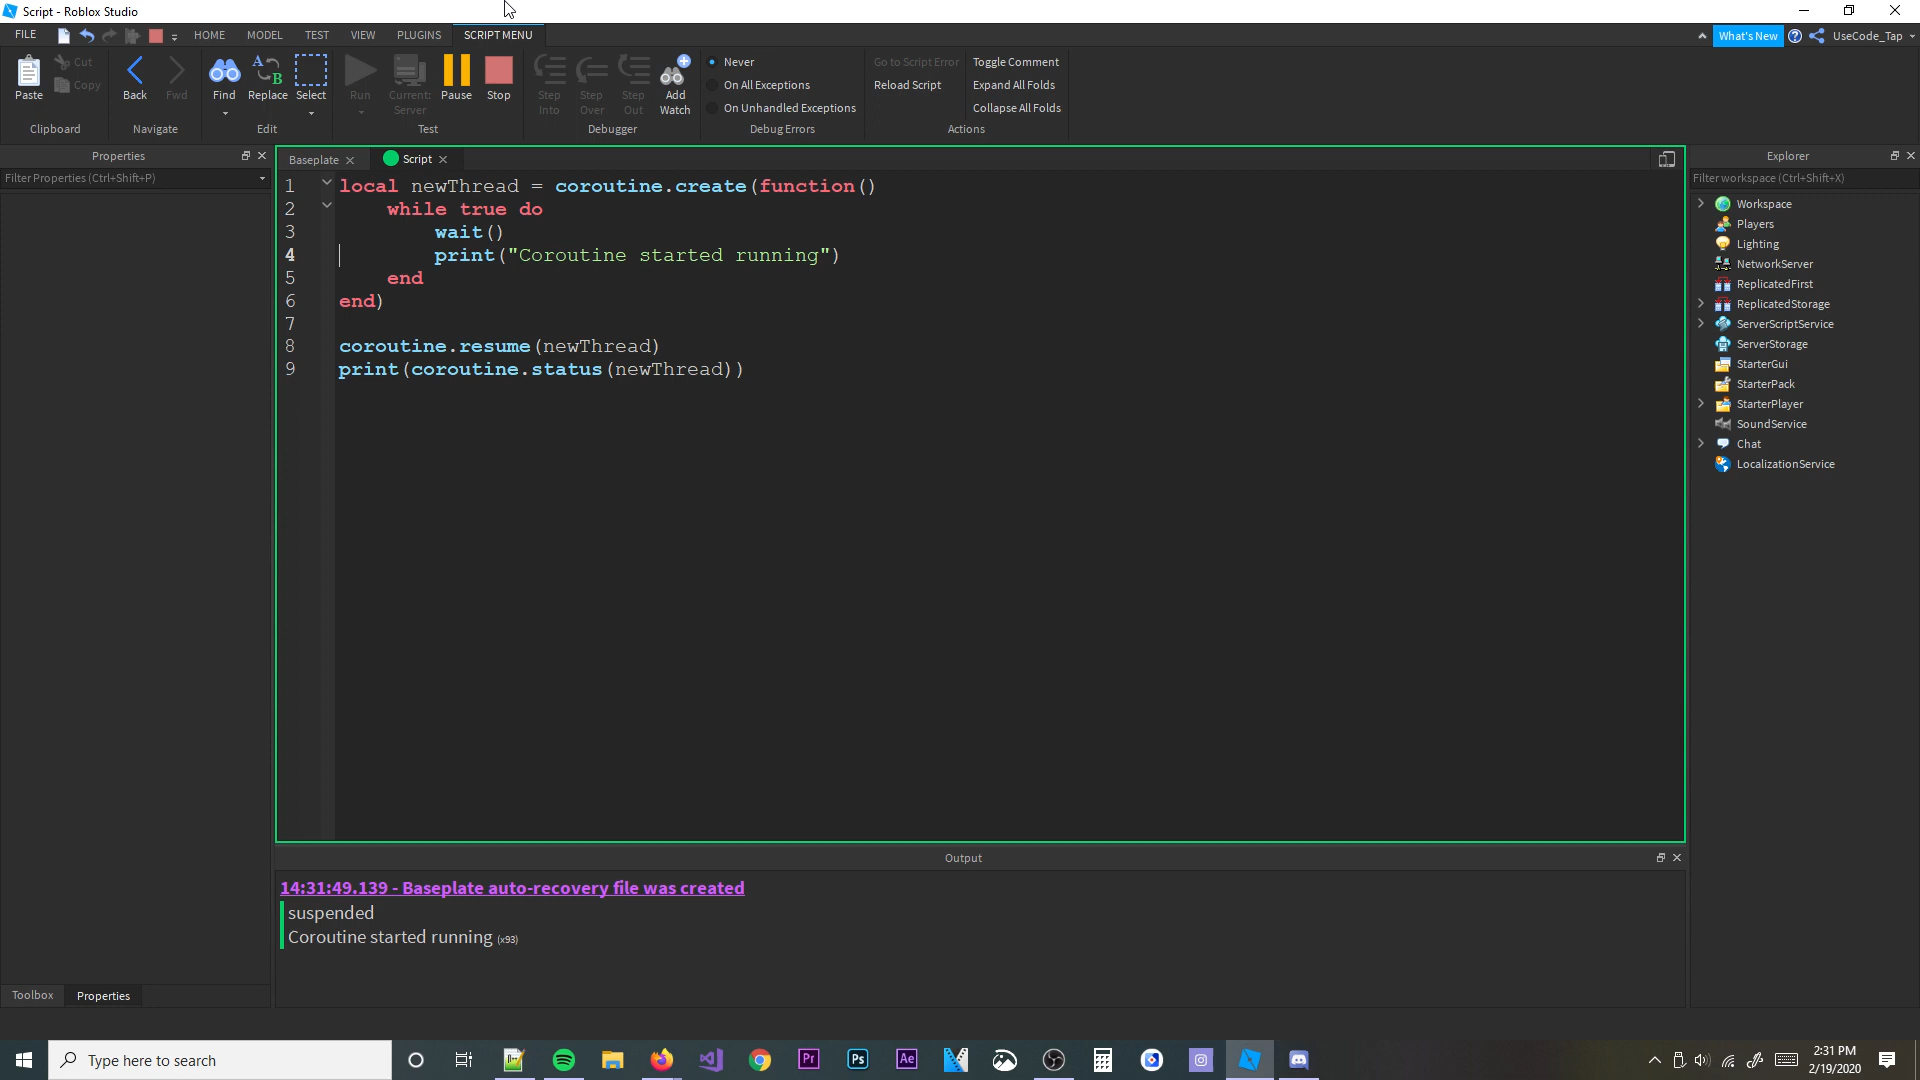 Script - Roblox Studio
FILE HOME MODEL TEST VIEW PLUGINS SCRIPT MENU What's New UseCode_Tap
Paste Cut Copy
Clipboard
Back Fwd
Navigate
Find Replace Select
Edit
Run Current: Server Pause Stop
Test
Step Into Step Over Step Out Add Watch
Debugger
Never
On All Exceptions
On Unhandled Exceptions
Debug Errors
Go to Script Error
Reload Script
Toggle Comment
Expand All Folds
Collapse All Folds
Actions
Properties
Filter Properties (Ctrl+Shift+P)
Baseplate Script
1 local newThread = coroutine.create(function()
2 while true do
3 wait()
4 print("Coroutine started running")
5 end
6 end)
7
8 coroutine.resume(newThread)
9 print(coroutine.status(newThread))
Explorer
Filter workspace (Ctrl+Shift+X)
Workspace
Players
Lighting
NetworkServer
ReplicatedFirst
ReplicatedStorage
ServerScriptService
ServerStorage
StarterGui
StarterPack
StarterPlayer
SoundService
Chat
LocalizationService
Output
14:31:49.139 - Baseplate auto-recovery file was created
suspended
Coroutine started running (x93)
Toolbox Properties
Type here to search
Pr Ps Ae
2:31 PM
2/19/2020